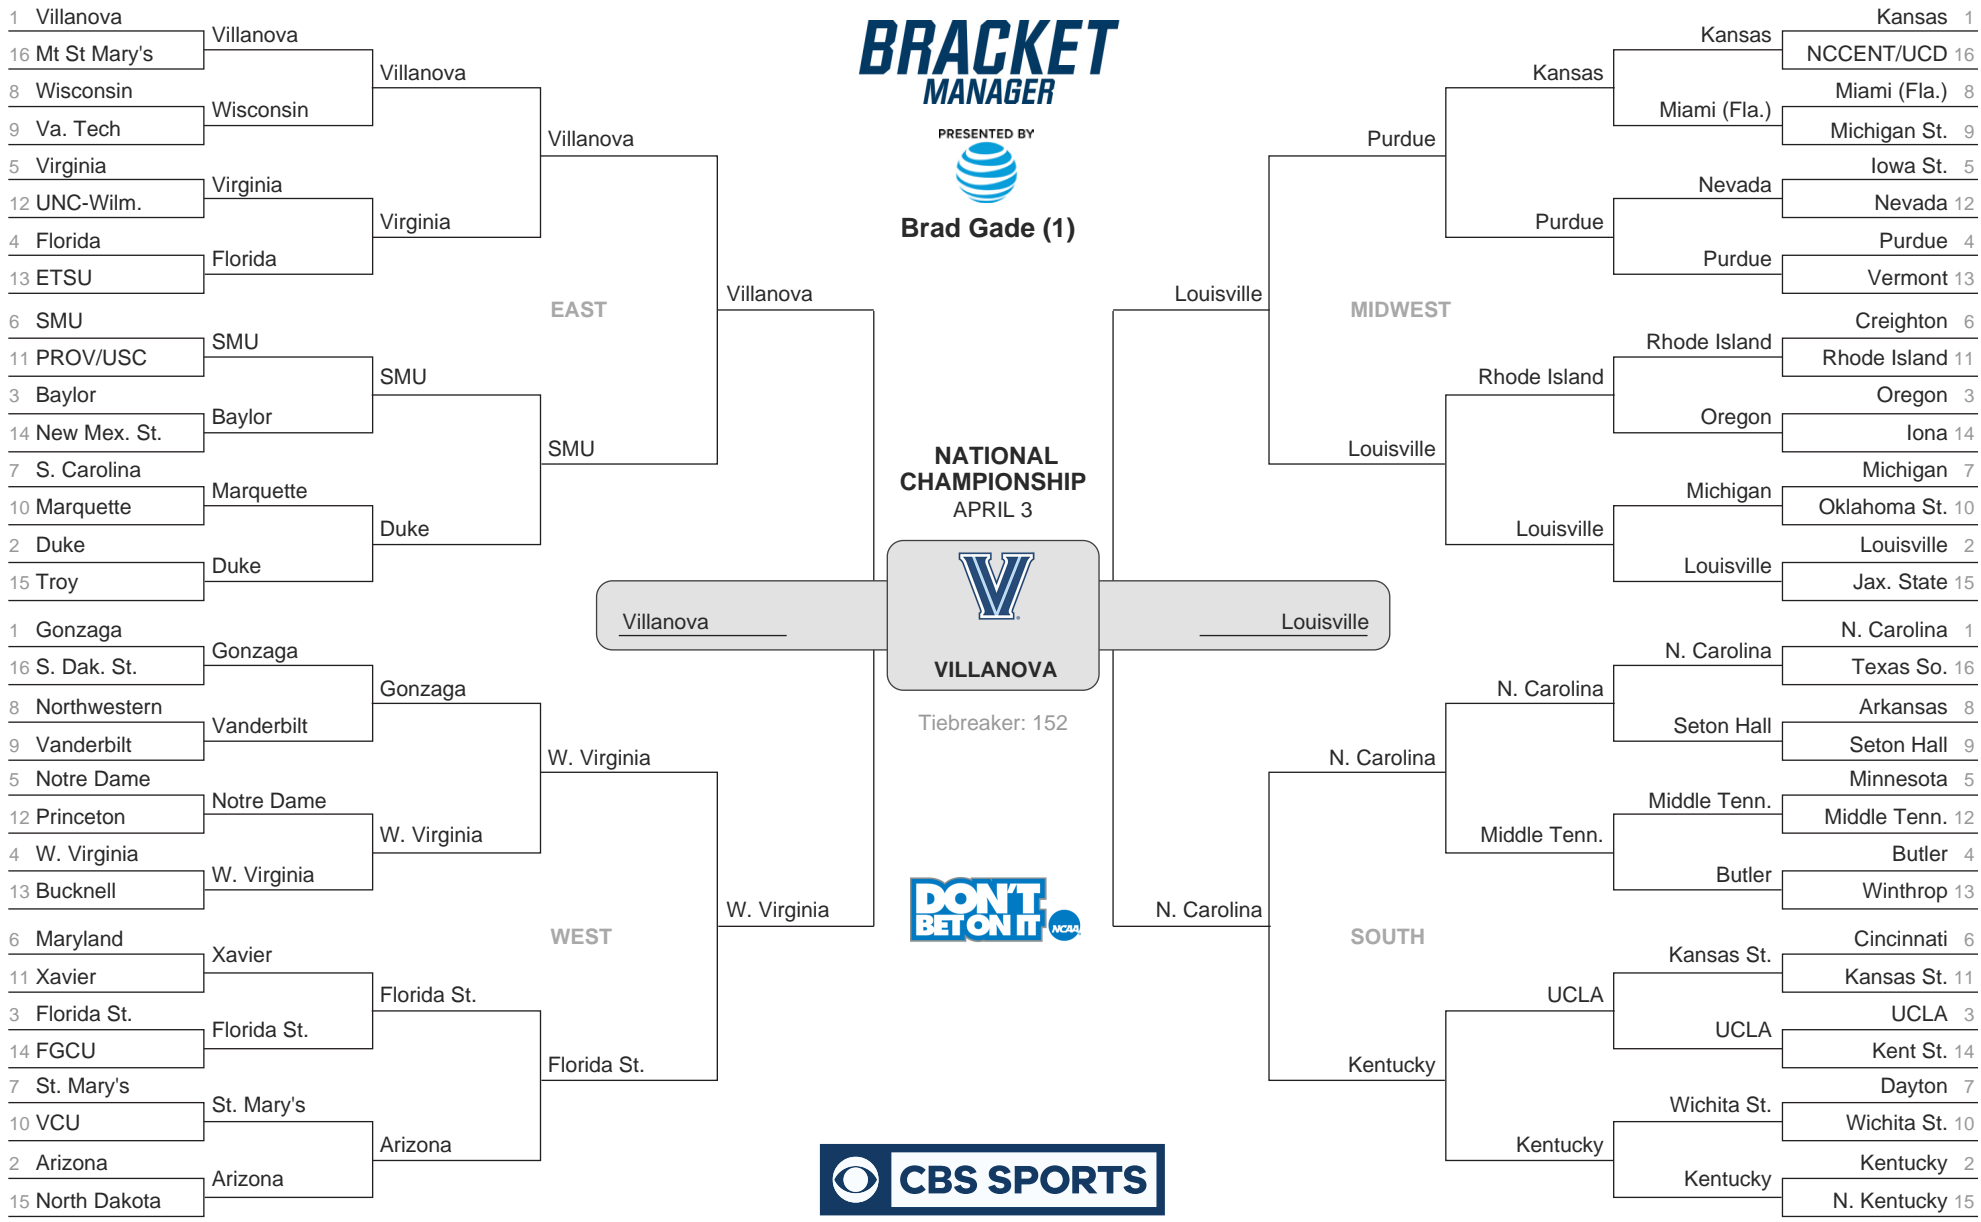 BRACKET
MANAGER
PRESENTED BY
Brad Gade (1)
1 Villanova
16 Mt St Mary's
8 Wisconsin
9 Va. Tech
5 Virginia
12 UNC-Wilm.
4 Florida
13 ETSU
6 SMU
11 PROV/USC
3 Baylor
14 New Mex. St.
7 S. Carolina
10 Marquette
2 Duke
15 Troy
Villanova
Wisconsin
Virginia
Florida
SMU
Baylor
Marquette
Duke
Villanova
Virginia
SMU
Duke
Villanova
SMU
Villanova
EAST
1 Gonzaga
16 S. Dak. St.
8 Northwestern
9 Vanderbilt
5 Notre Dame
12 Princeton
4 W. Virginia
13 Bucknell
6 Maryland
11 Xavier
3 Florida St.
14 FGCU
7 St. Mary's
10 VCU
2 Arizona
15 North Dakota
Gonzaga
Vanderbilt
Notre Dame
W. Virginia
Xavier
Florida St.
St. Mary's
Arizona
Gonzaga
W. Virginia
Florida St.
Arizona
W. Virginia
Florida St.
W. Virginia
WEST
NATIONAL
CHAMPIONSHIP
APRIL 3
Villanova
Louisville
V
VILLANOVA
Tiebreaker: 152
DON'T
BET ON IT
NCAA
CBS SPORTS
Kansas 1
NCCENT/UCD 16
Miami (Fla.) 8
Michigan St. 9
Iowa St. 5
Nevada 12
Purdue 4
Vermont 13
Creighton 6
Rhode Island 11
Oregon 3
Iona 14
Michigan 7
Oklahoma St. 10
Louisville 2
Jax. State 15
Kansas
Miami (Fla.)
Nevada
Purdue
Rhode Island
Oregon
Michigan
Louisville
Kansas
Purdue
Rhode Island
Louisville
Purdue
Louisville
Louisville
MIDWEST
N. Carolina 1
Texas So. 16
Arkansas 8
Seton Hall 9
Minnesota 5
Middle Tenn. 12
Butler 4
Winthrop 13
Cincinnati 6
Kansas St. 11
UCLA 3
Kent St. 14
Dayton 7
Wichita St. 10
Kentucky 2
N. Kentucky 15
N. Carolina
Seton Hall
Middle Tenn.
Butler
Kansas St.
UCLA
Wichita St.
Kentucky
N. Carolina
Middle Tenn.
UCLA
Kentucky
N. Carolina
Kentucky
N. Carolina
SOUTH